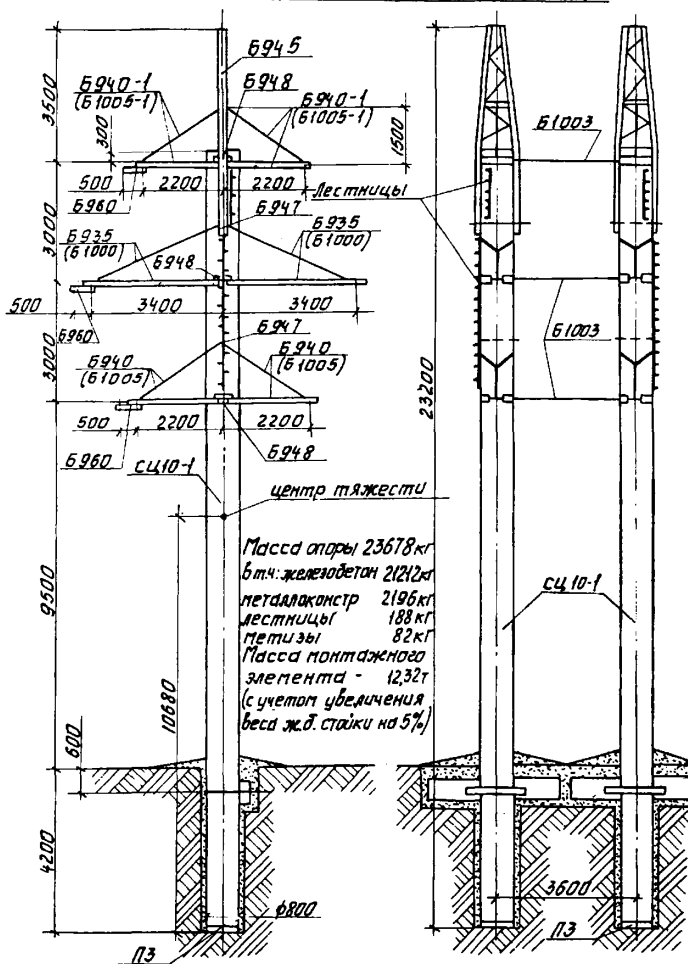 Б945
Б948
Б940-1
(Б1005-1)
Б940-1
(Б1005-1)
3500
300
1500
500
2200
2200
Б960
Б947
Б935
(Б1000)
Б935
(Б1000)
Б948
3000
500
3400
3400
Б960
Б947
Б940
(Б1005)
Б940
(Б1005)
3000
500
2200
2200
Б960
Б948
СЦ10-1
центр тяжести
Масса опоры 23678кг
в т.ч: железобетон 21212кг
металлоконстр 2196кг
лестницы 188кг
метизы 82кг
Масса монтажного
элемента - 12,32т
(с учетом увеличения
веса ж.б. стойки на 5%)
9500
10680
600
4200
ф800
П3
Б1003
Лестницы
Б1003
23200
СЦ10-1
3600
П3